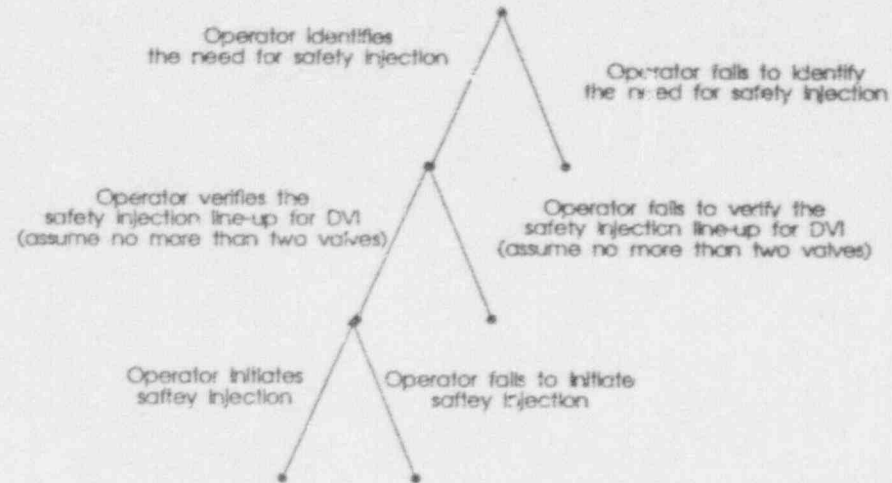 Operator identifies
the need for safety injection
Operator fails to identify
the need for safety injection
Operator verifies the
safety injection line-up for DVI
(assume no more than two valves)
Operator fails to verify the
safety injection line-up for DVI
(assume no more than two valves)
Operator initiates
saftey injection
Operator fails to initiate
saftey injection